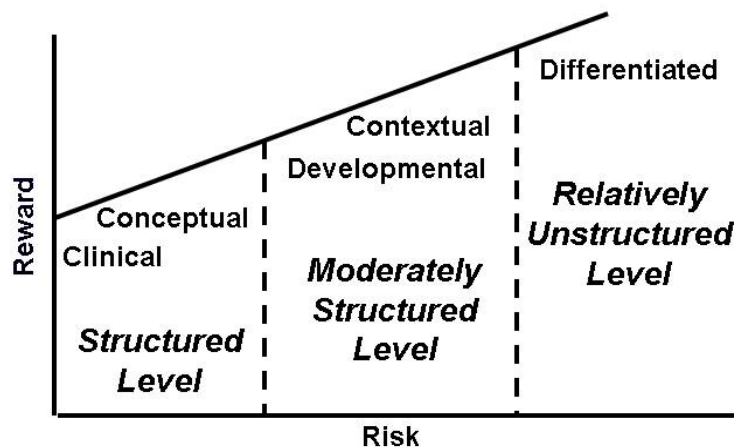 Differentiated
Contextual
Developmental
Relatively
Unstructured
Level
Conceptual
Clinical
Moderately
Structured
Level
Structured
Level
Reward
Risk